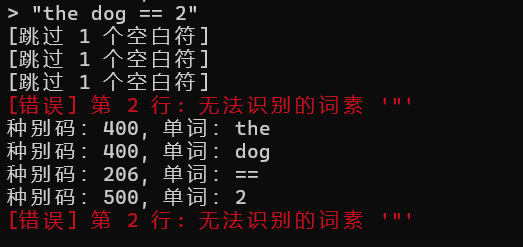 > "the dog == 2"
[跳过 1 个空白符]
[跳过 1 个空白符]
[跳过 1 个空白符]
[错误] 第 2 行: 无法识别的词素 '"'
种别码: 400, 单词: the
种别码: 400, 单词: dog
种别码: 206, 单词: ==
种别码: 500, 单词: 2
[错误] 第 2 行: 无法识别的词素 '"'